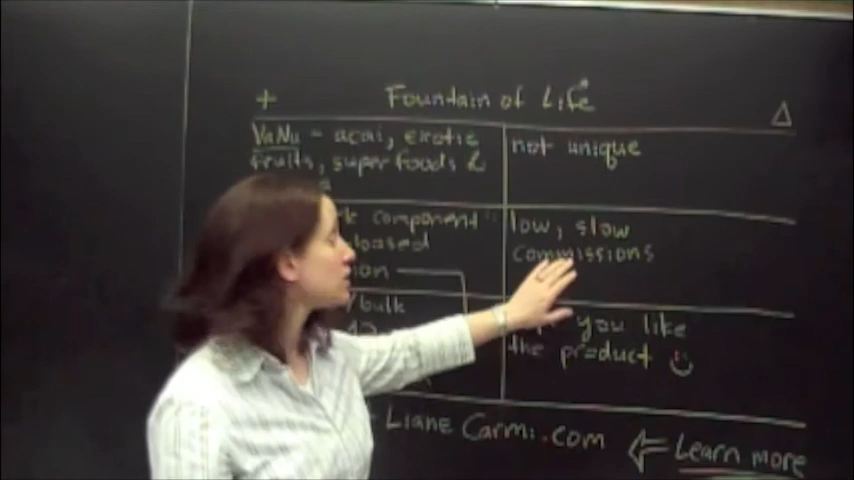 + Fountain of Life Δ
VaNu - acai, exotic
fruits, super foods &
not unique
component
based
low, slow
commissions
/bulk
you like
the product ☺
Liane Carmi.com ⇐ Learn more